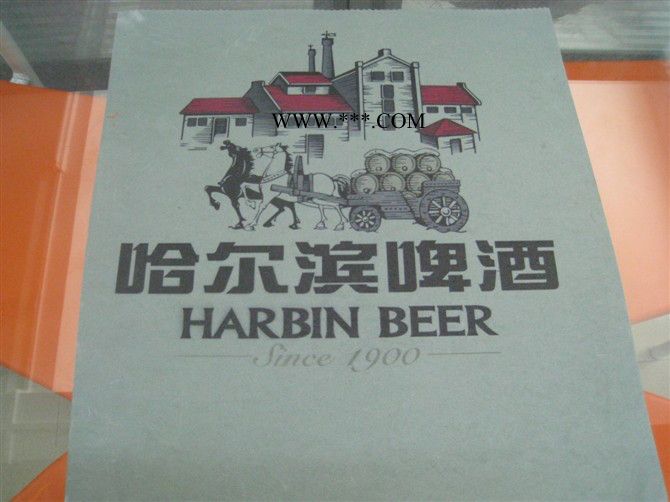 WWW.***.COM
哈尔滨啤酒
HARBIN BEER
Since 1900